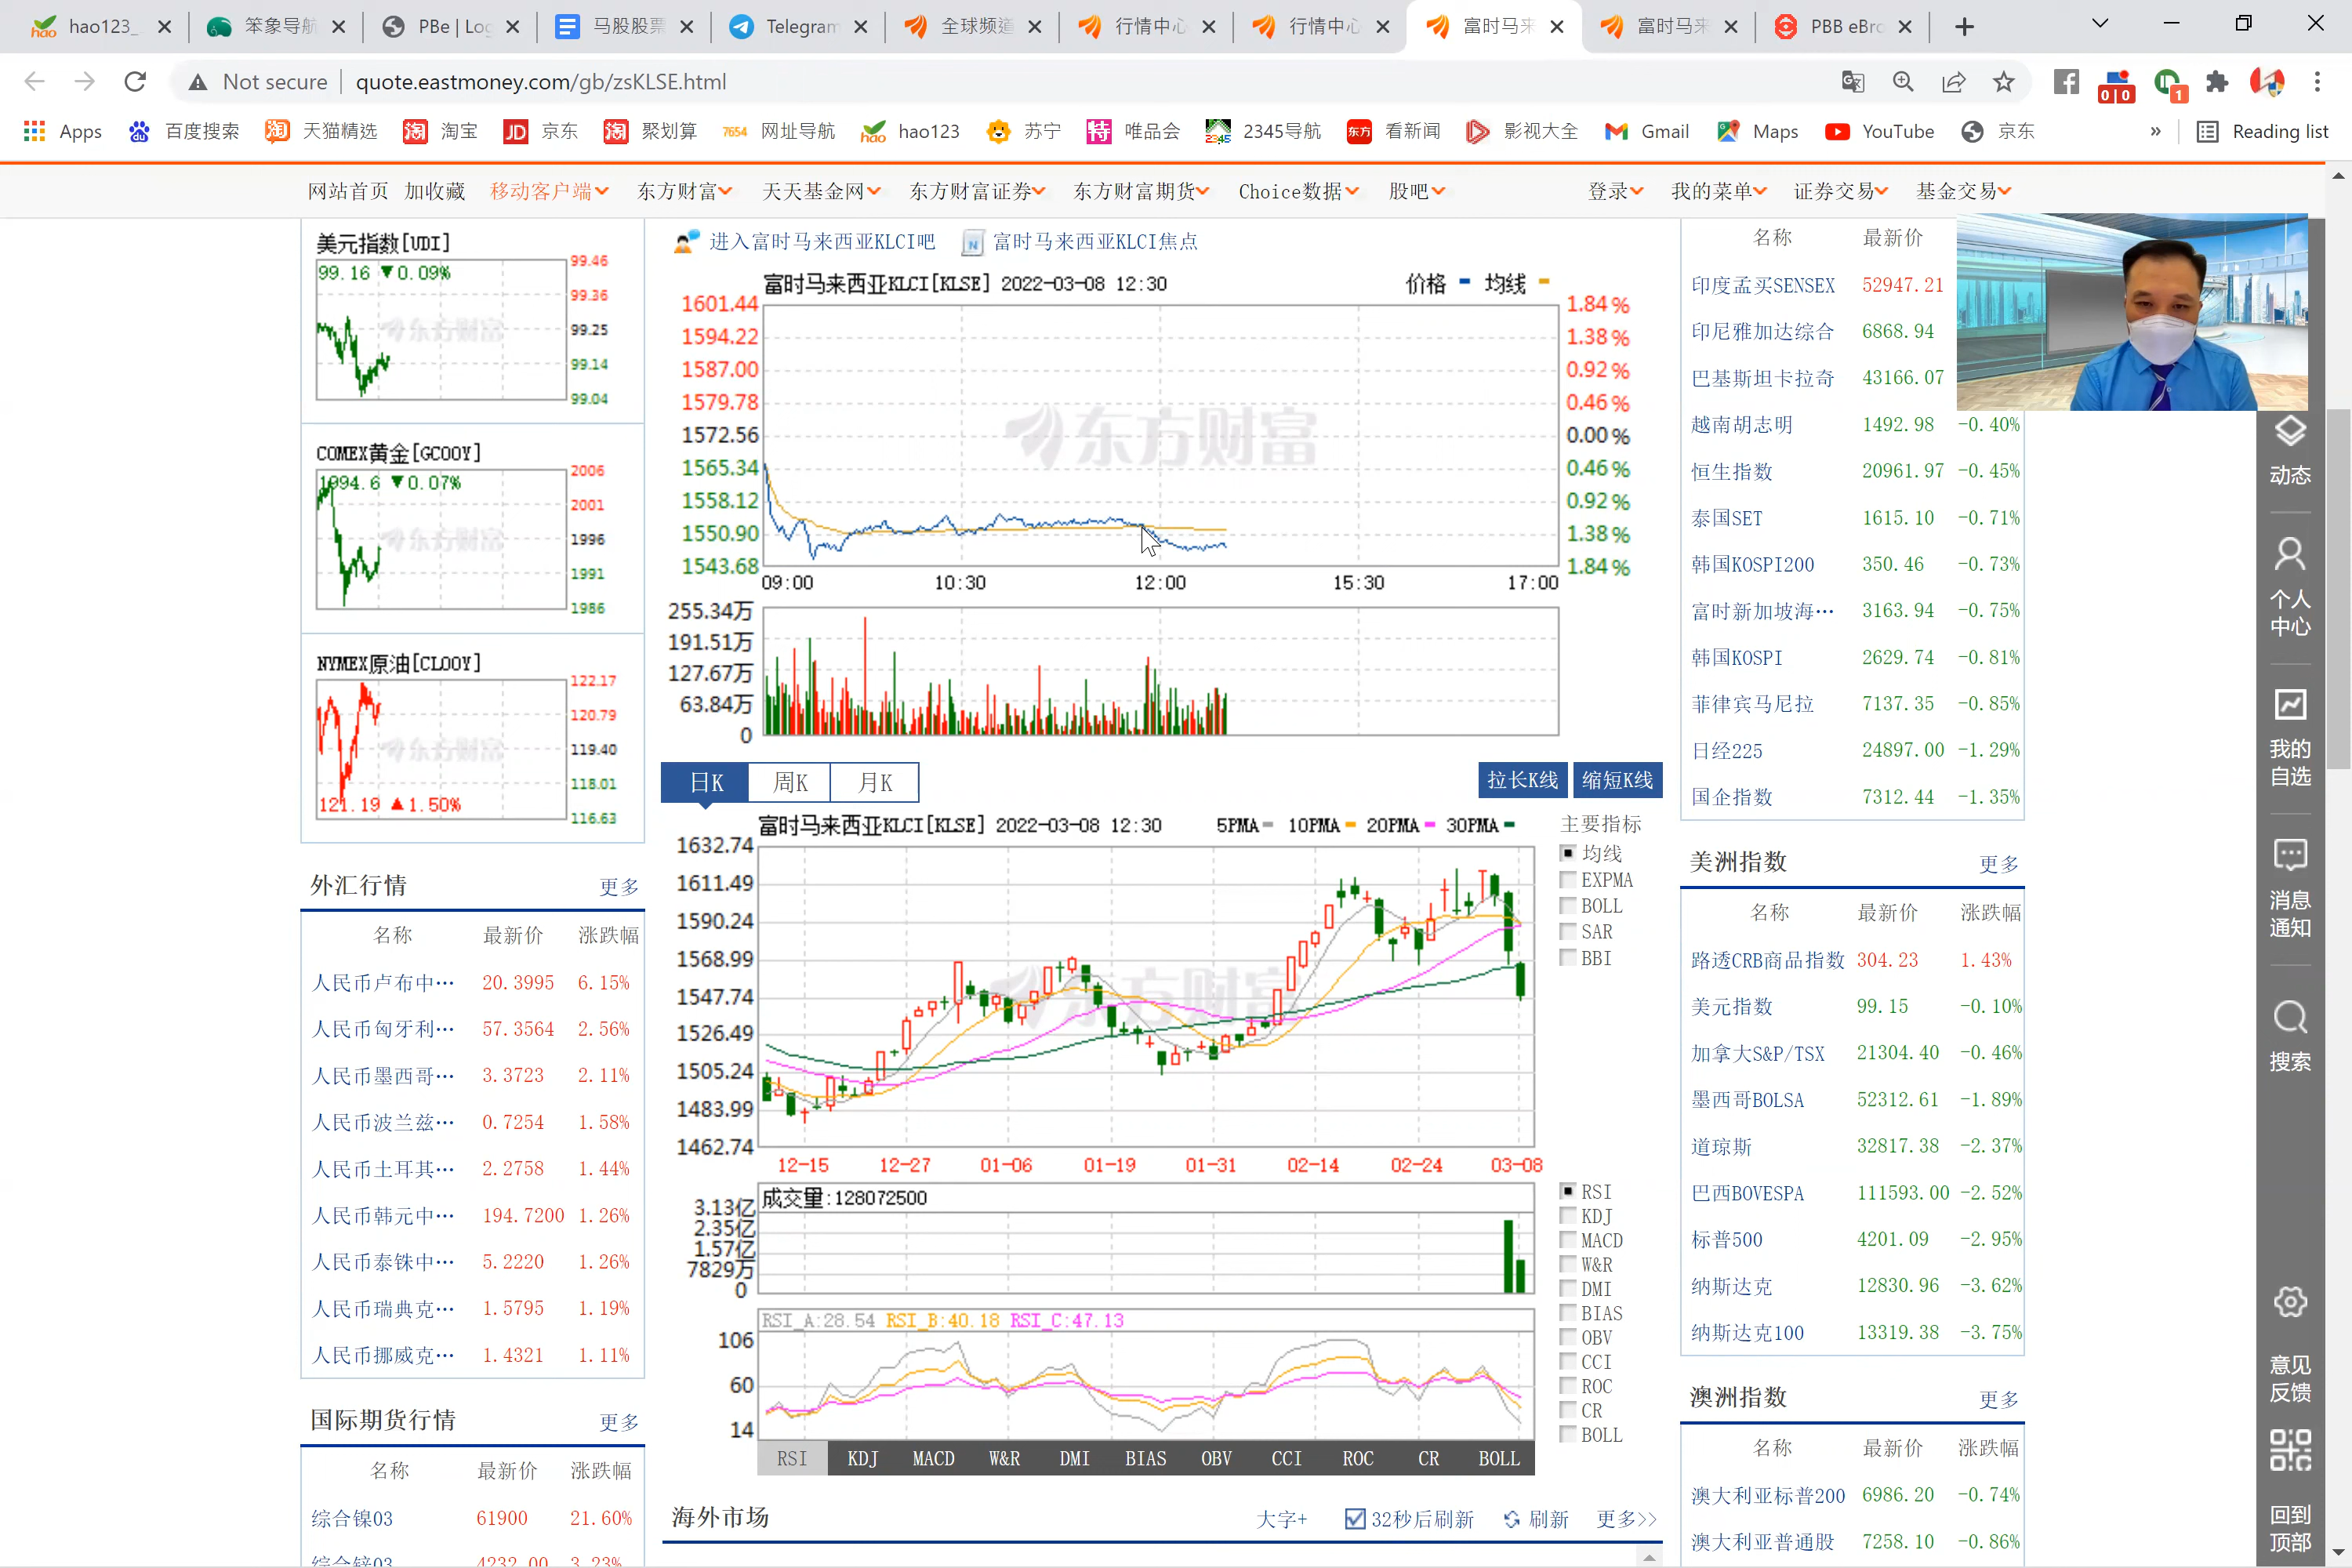 hao123_
笨象导航
PBe | Log
马股股票
Telegram
全球频道
行情中心
行情中心
富时马来
富时马来
PBB eBro
Not secure
quote.eastmoney.com/gb/zsKLSE.html
0|0
1
Apps
百度搜索
天猫精选
淘宝
京东
聚划算
网址导航
hao123
苏宁
唯品会
2345导航
看新闻
影视大全
Gmail
Maps
YouTube
京东
»
Reading list
网站首页 加收藏 移动客户端 东方财富 天天基金网 东方财富证券 东方财富期货 Choice数据 股吧 登录 我的菜单 证券交易 基金交易
美元指数[UDI]
99.16 ▼0.09%
99.46
99.36
99.25
99.14
99.04
COMEX黄金[GC00Y]
1994.6 ▼0.07%
2006
2001
1996
1991
1986
NYMEX原油[CL00Y]
122.17
120.79
119.40
118.01
116.63
121.19 ▲1.50%
外汇行情 更多
名称 最新价 涨跌幅
人民币卢布中… 20.3995 6.15%
人民币匈牙利… 57.3564 2.56%
人民币墨西哥… 3.3723 2.11%
人民币波兰兹… 0.7254 1.58%
人民币土耳其… 2.2758 1.44%
人民币韩元中… 194.7200 1.26%
人民币泰铢中… 5.2220 1.26%
人民币瑞典克… 1.5795 1.19%
人民币挪威克… 1.4321 1.11%
国际期货行情 更多
名称 最新价 涨跌幅
综合镍03 61900 21.60%
综合锌03 4232.00 3.23%
进入富时马来西亚KLCI吧 富时马来西亚KLCI焦点
富时马来西亚KLCI[KLSE] 2022-03-08 12:30 价格 均线
1601.44 1.84%
1594.22 1.38%
1587.00 0.92%
1579.78 0.46%
1572.56 0.00%
1565.34 0.46%
1558.12 0.92%
1550.90 1.38%
1543.68 1.84%
东方财富
09:00 10:30 12:00 15:30 17:00
255.34万
191.51万
127.67万
63.84万
0
日K 周K 月K 拉长K线 缩短K线
富时马来西亚KLCI[KLSE] 2022-03-08 12:30 5PMA 10PMA 20PMA 30PMA
1632.74
1611.49
1590.24
1568.99
1547.74
1526.49
1505.24
1483.99
1462.74
东方财富
12-15 12-27 01-06 01-19 01-31 02-14 02-24 03-08
主要指标
均线
EXPMA
BOLL
SAR
BBI
成交量:128072500
3.13亿
2.35亿
1.57亿
7829万
0
RSI_A:28.54 RSI_B:40.18 RSI_C:47.13
106
60
14
RSI
KDJ
MACD
W&R
DMI
BIAS
OBV
CCI
ROC
CR
BOLL
RSI KDJ MACD W&R DMI BIAS OBV CCI ROC CR BOLL
海外市场 大字+ 32秒后刷新 刷新 更多>>
名称 最新价
印度孟买SENSEX 52947.21
印尼雅加达综合 6868.94
巴基斯坦卡拉奇 43166.07
越南胡志明 1492.98 -0.40%
恒生指数 20961.97 -0.45%
泰国SET 1615.10 -0.71%
韩国KOSPI200 350.46 -0.73%
富时新加坡海… 3163.94 -0.75%
韩国KOSPI 2629.74 -0.81%
菲律宾马尼拉 7137.35 -0.85%
日经225 24897.00 -1.29%
国企指数 7312.44 -1.35%
美洲指数 更多
名称 最新价 涨跌幅
路透CRB商品指数 304.23 1.43%
美元指数 99.15 -0.10%
加拿大S&P/TSX 21304.40 -0.46%
墨西哥BOLSA 52312.61 -1.89%
道琼斯 32817.38 -2.37%
巴西BOVESPA 111593.00 -2.52%
标普500 4201.09 -2.95%
纳斯达克 12830.96 -3.62%
纳斯达克100 13319.38 -3.75%
澳洲指数 更多
名称 最新价 涨跌幅
澳大利亚标普200 6986.20 -0.74%
澳大利亚普通股 7258.10 -0.86%
动态
个人
中心
我的
自选
消息
通知
搜索
意见
反馈
回到
顶部